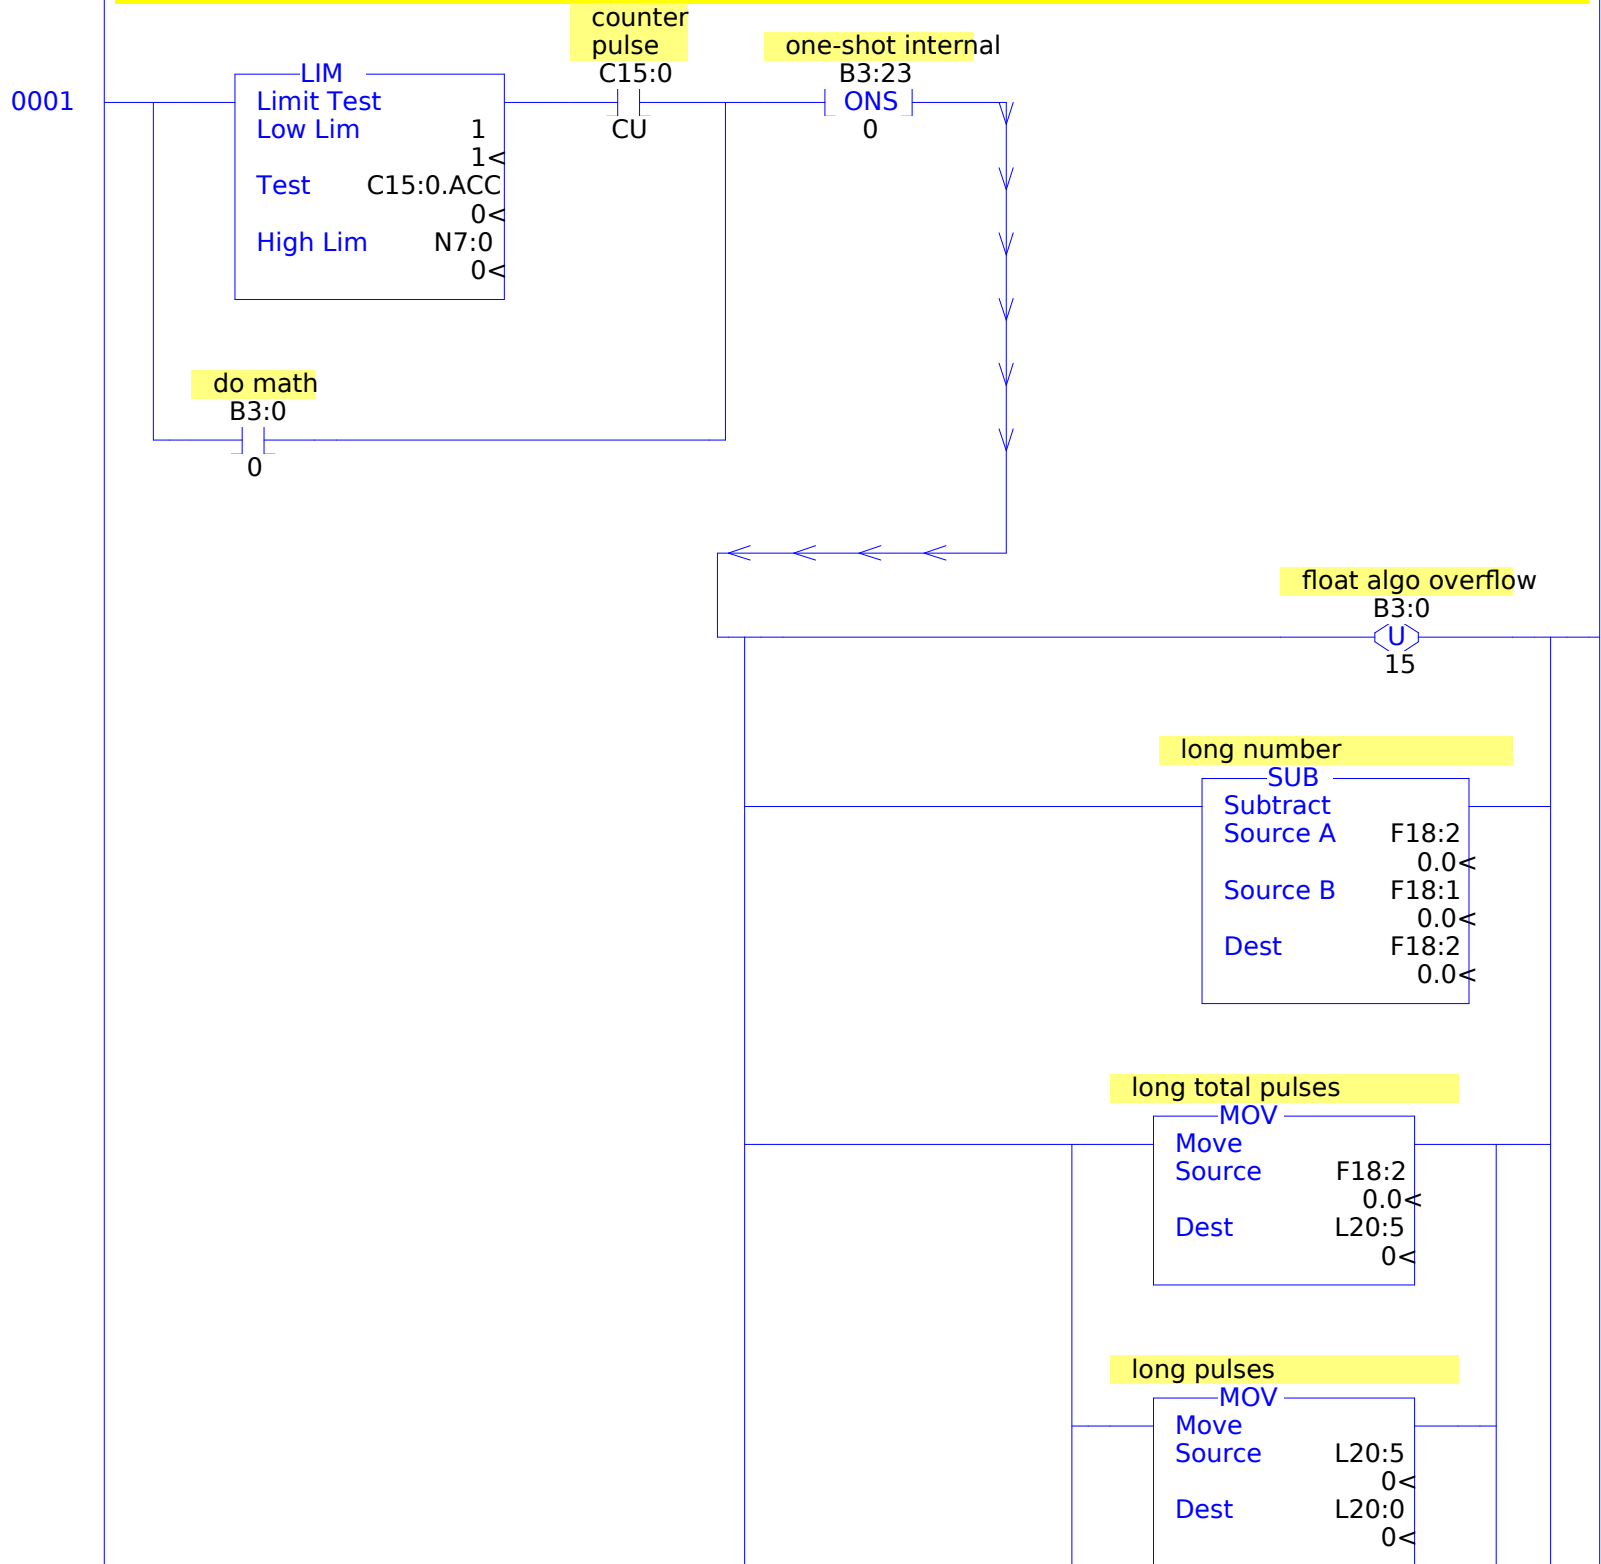 counter
pulse
one-shot internal
LIM
C15:0
B3:23
0001
Limit Test
ONS
Low Lim 1
CU
0
1<
Test C15:0.ACC
0<
High Lim N7:0
0<
do math
B3:0
0
float algo overflow
B3:0
U
15
long number
SUB
Subtract
Source A F18:2
0.0<
Source B F18:1
0.0<
Dest F18:2
0.0<
long total pulses
MOV
Move
Source F18:2
0.0<
Dest L20:5
0<
long pulses
MOV
Move
Source L20:5
0<
Dest L20:0
0<